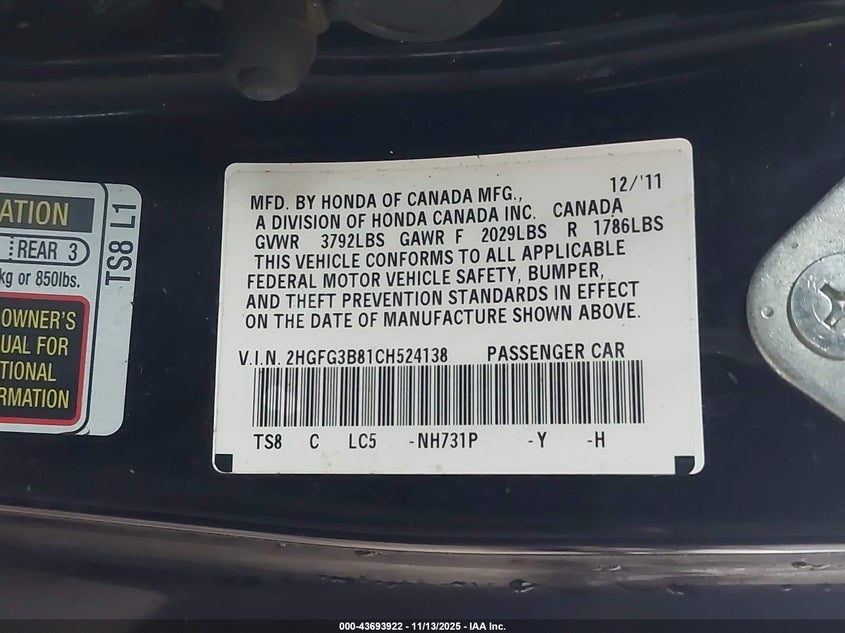 ATION
REAR 3
kg or 850lbs.
OWNER'S
UAL FOR
TIONAL
RMATION
TS8 L1
12/'11
MFD. BY HONDA OF CANADA MFG.,
A DIVISION OF HONDA CANADA INC. CANADA
GVWR 3792LBS GAWR F 2029LBS R 1786LBS
THIS VEHICLE CONFORMS TO ALL APPLICABLE
FEDERAL MOTOR VEHICLE SAFETY, BUMPER,
AND THEFT PREVENTION STANDARDS IN EFFECT
ON THE DATE OF MANUFACTURE SHOWN ABOVE.
V.I.N. 2HGFG3B81CH524138 PASSENGER CAR
TS8 C LC5 -NH731P -Y -H
000-43693922 - 11/13/2025 - IAA Inc.